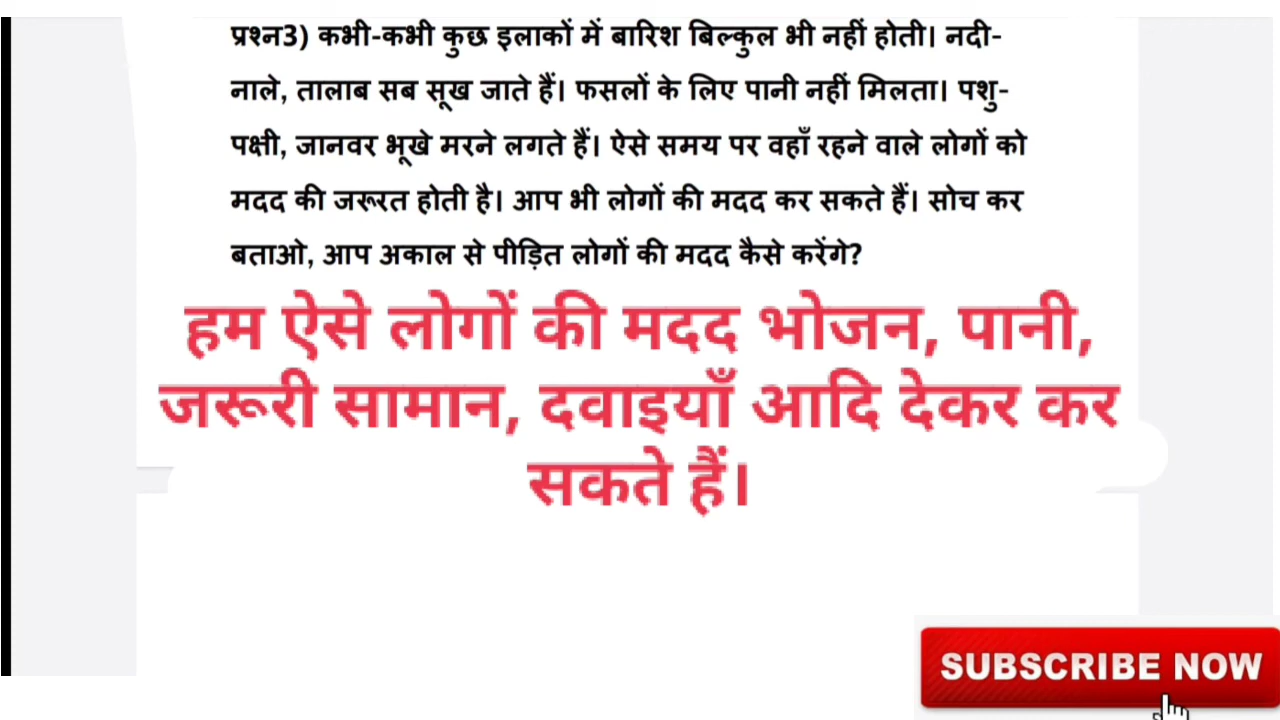 प्रश्न3) कभी-कभी कुछ इलाकों में बारिश बिल्कुल भी नहीं होती। नदी-
नाले, तालाब सब सूख जाते हैं। फसलों के लिए पानी नहीं मिलता। पशु-
पक्षी, जानवर भूखे मरने लगते हैं। ऐसे समय पर वहाँ रहने वाले लोगों को
मदद की जरूरत होती है। आप भी लोगों की मदद कर सकते हैं। सोच कर
बताओ, आप अकाल से पीड़ित लोगों की मदद कैसे करेंगे?
हम ऐसे लोगों की मदद भोजन, पानी,
जरूरी सामान, दवाइयाँ आदि देकर कर
सकते हैं।
SUBSCRIBE NOW